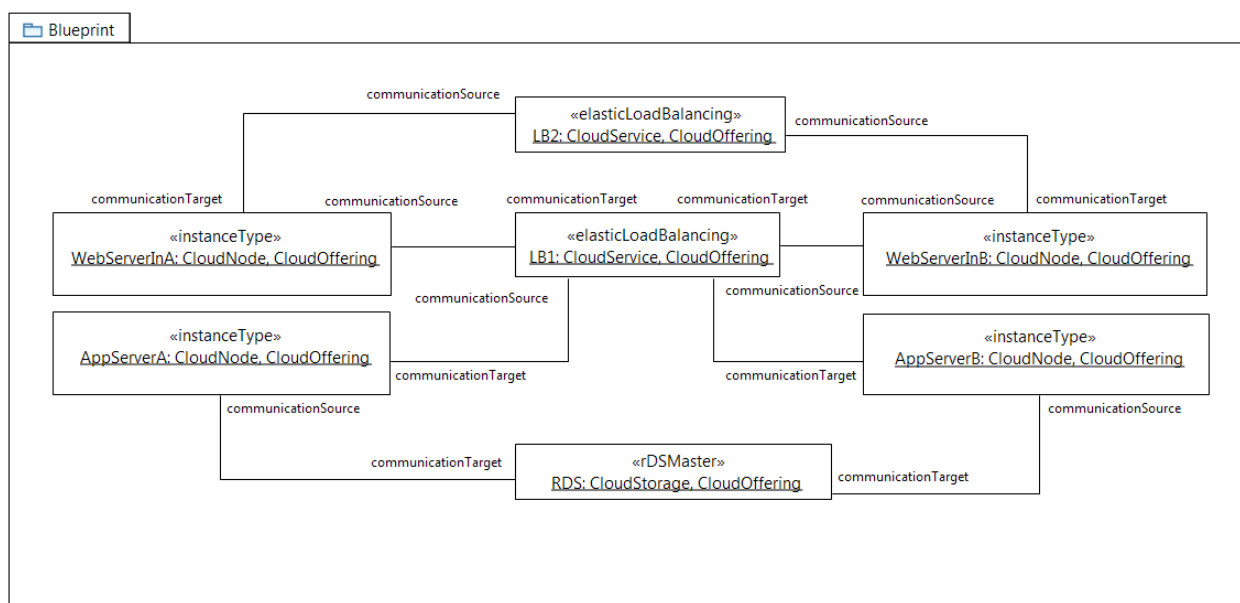 Blueprint
communicationSource
«elasticLoadBalancing»
LB2: CloudService, CloudOffering
communicationSource
communicationTarget
communicationSource
communicationTarget
communicationTarget
communicationSource
communicationTarget
«instanceType»
WebServerInA: CloudNode, CloudOffering
«elasticLoadBalancing»
LB1: CloudService, CloudOffering
«instanceType»
WebServerInB: CloudNode, CloudOffering
communicationSource
communicationSource
«instanceType»
AppServerA: CloudNode, CloudOffering
«instanceType»
AppServerB: CloudNode, CloudOffering
communicationTarget
communicationTarget
communicationSource
communicationSource
communicationTarget
«rDSMaster»
RDS: CloudStorage, CloudOffering
communicationTarget